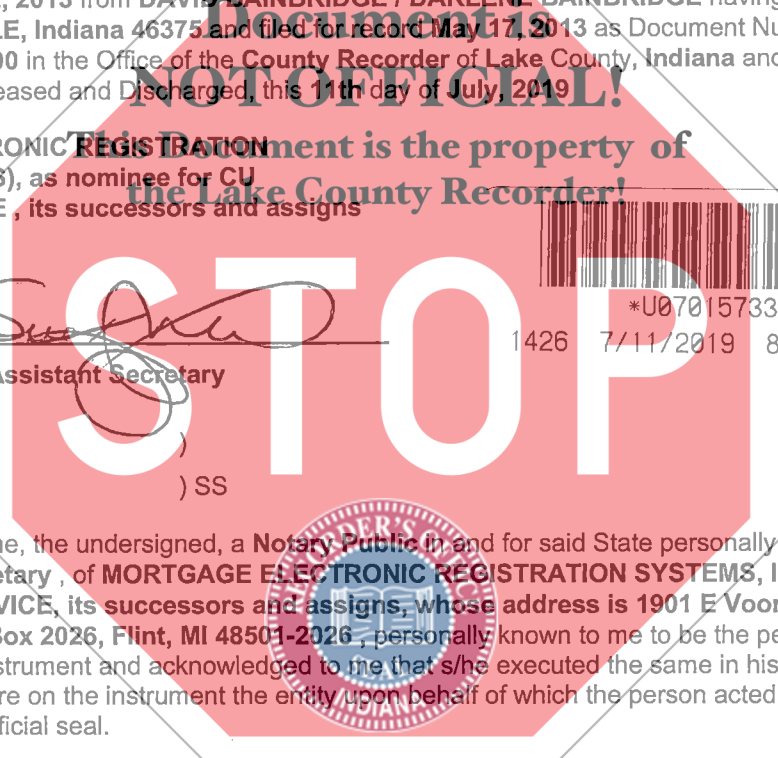 , 2013 from DAVID BAINBRIDGE / DARLENE BAINBRIDGE having
Document is
LE, Indiana 46375 and filed for record May 17, 2013 as Document Nu
00 in the Office of the County Recorder of Lake County, Indiana and
NOT OFFICIAL!
eased and Discharged, this 11th day of July, 2019
This Document is the property of
RONIC REGISTRATION
S), as nominee for CU
the Lake County Recorder!
E , its successors and assigns
*U07015733
1426 7/11/2019 8
Assistant Secretary
STOP
)
) SS
ne, the undersigned, a Notary Public in and for said State personally
etary , of MORTGAGE ELECTRONIC REGISTRATION SYSTEMS, I
VICE, its successors and assigns, whose address is 1901 E Voor
Box 2026, Flint, MI 48501-2026 , personally known to me to be the pe
strument and acknowledged to me that s/he executed the same in his
re on the instrument the entity upon behalf of which the person acted
ficial seal.
RECORDER'S OFFICE
SEAL
INDIANA